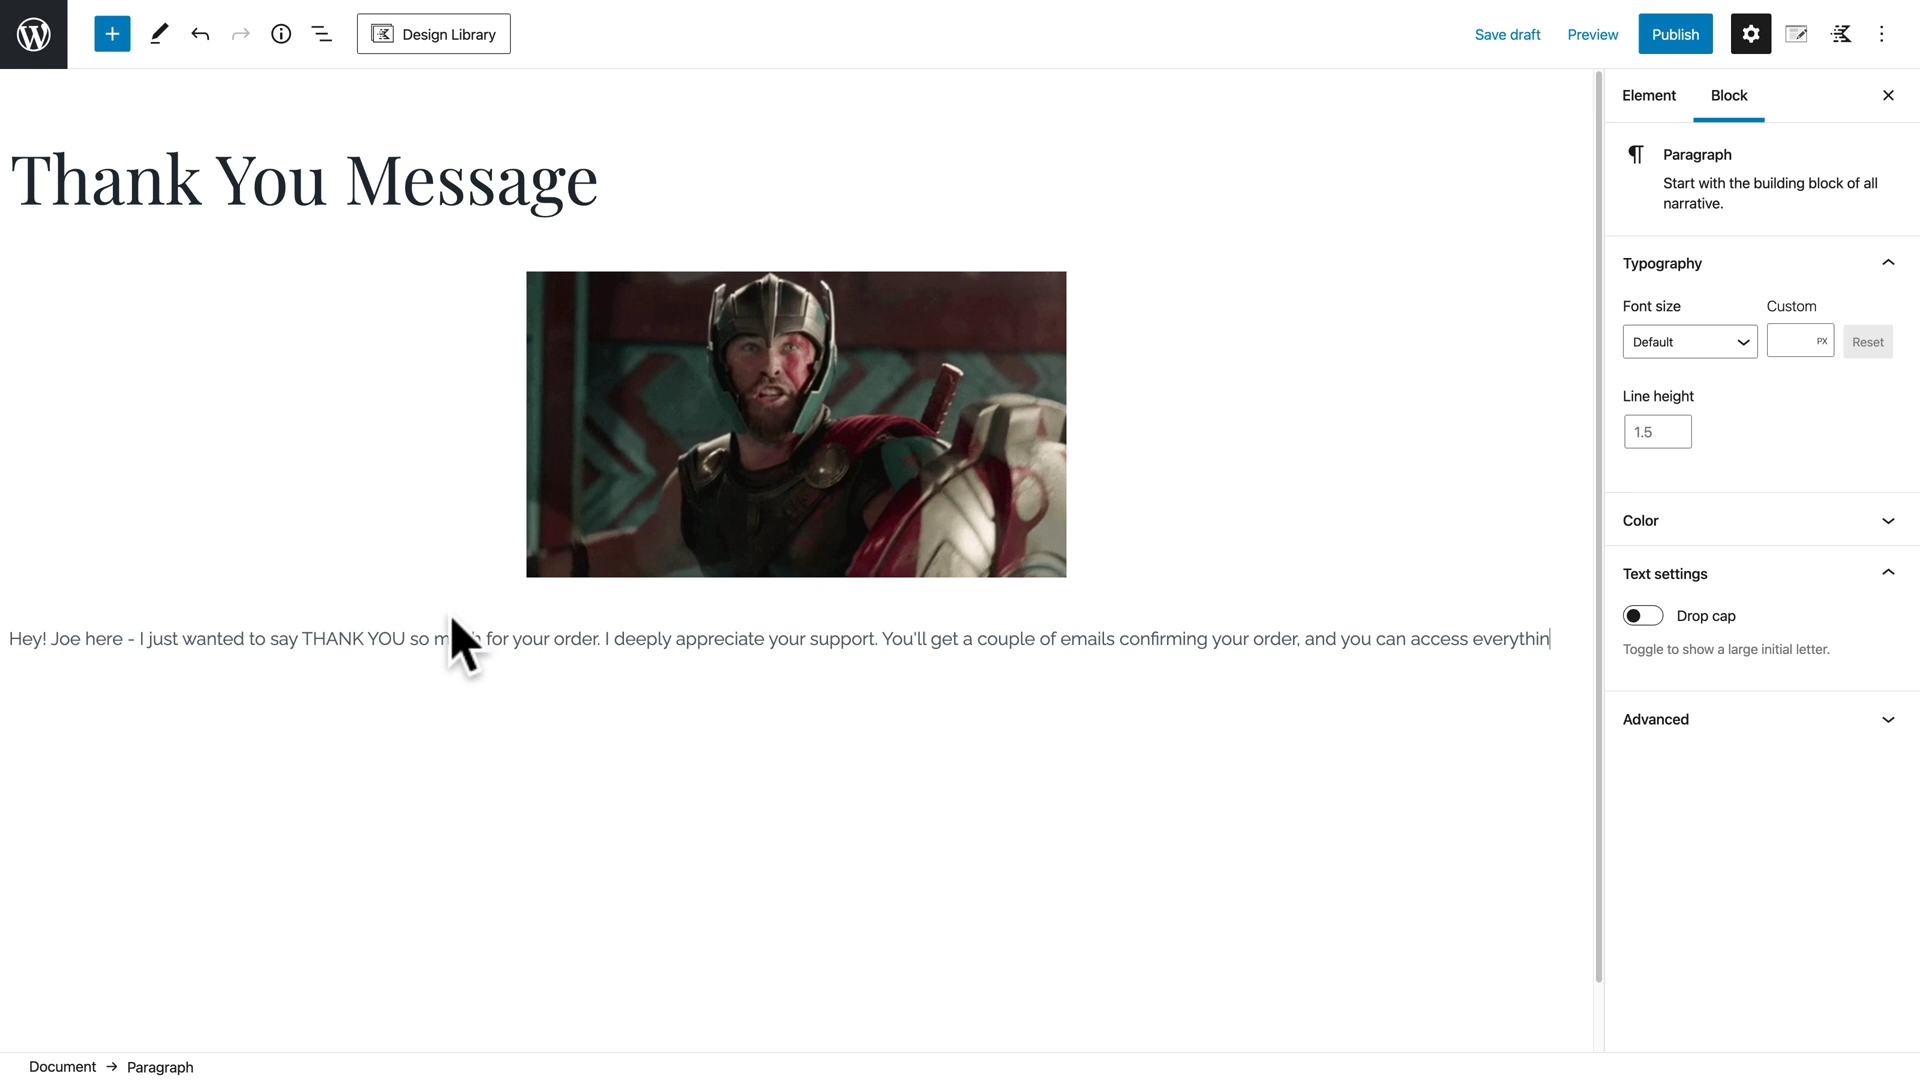 Design Library
Save draft
Preview
Publish
Element
Block
Thank You Message
Paragraph
Start with the building block of all
narrative.
Typography
Font size
Custom
Default
PX
Reset
Line height
1.5
Color
Text settings
Drop cap
Toggle to show a large initial letter.
Advanced
Hey! Joe here - I just wanted to say THANK YOU so for your order. I deeply appreciate your support. You'll get a couple of emails confirming your order, and you can access everythin
Document → Paragraph